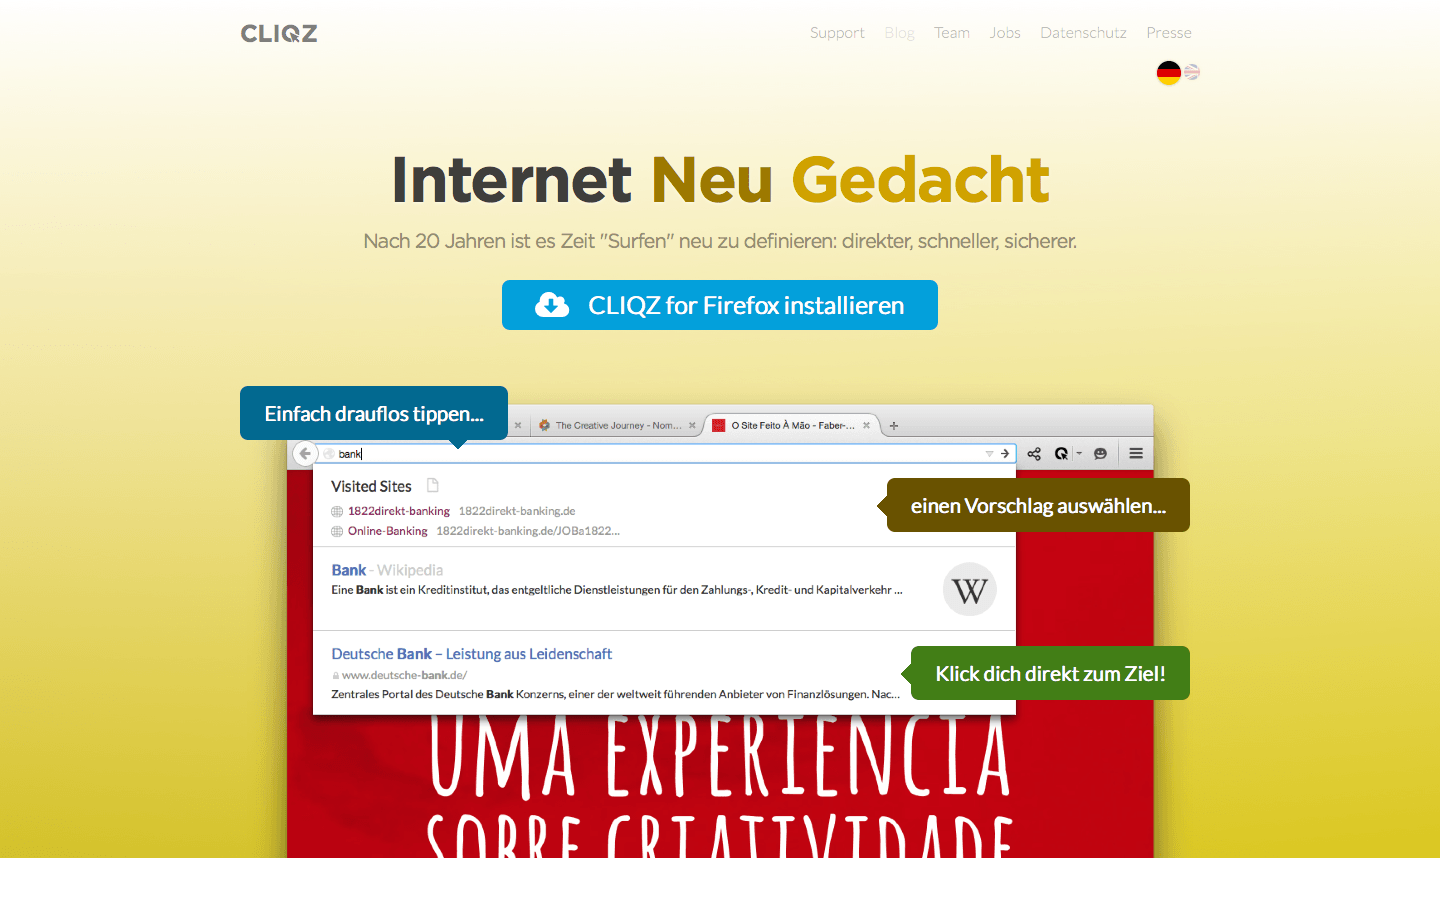 CLIQZ
Support Blog Team Jobs Datenschutz Presse
Internet Neu Gedacht
Nach 20 Jahren ist es Zeit "Surfen" neu zu definieren: direkter, schneller, sicherer.
CLIQZ for Firefox installieren
Einfach drauflos tippen...
The Creative Journey - Nom...
O Site Feito À Mão - Faber-...
bank
Visited Sites
1822direkt-banking 1822direkt-banking.de
Online-Banking 1822direkt-banking.de/JOBa1822...
einen Vorschlag auswählen...
Bank - Wikipedia
Eine Bank ist ein Kreditinstitut, das entgeltliche Dienstleistungen für den Zahlungs-, Kredit- und Kapitalverkehr ...
W
Deutsche Bank – Leistung aus Leidenschaft
www.deutsche-bank.de/
Zentrales Portal des Deutsche Bank Konzerns, einer der weltweit führenden Anbieter von Finanzlösungen. Nac...
Klick dich direkt zum Ziel!
UMA EXPERIENCIA
SOBRE CRIATIVIDADE